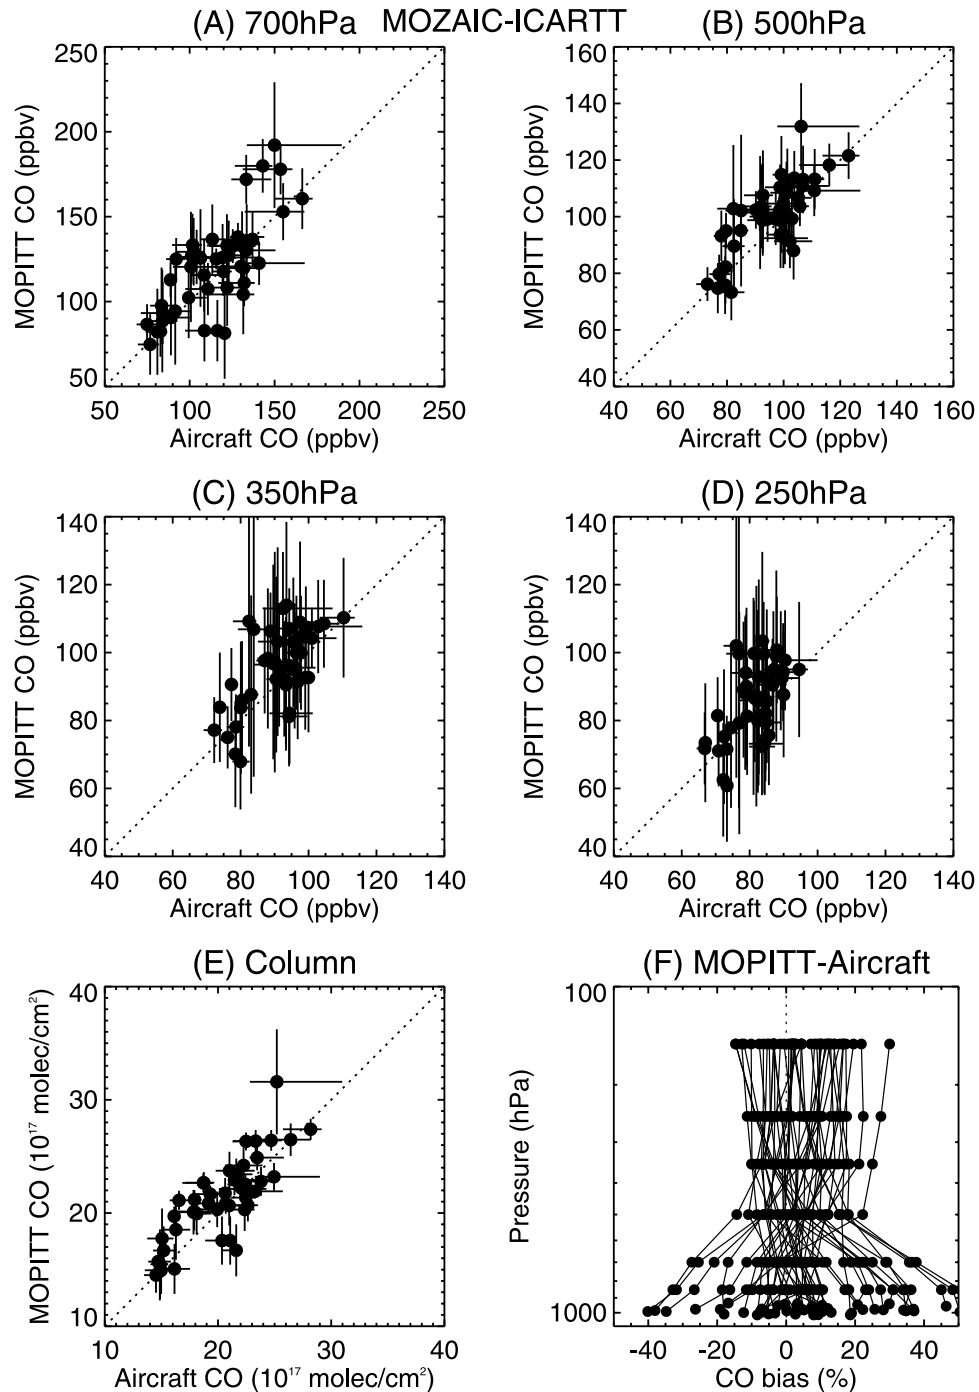 (A) 700hPa MOZAIC-ICARTT (B) 500hPa
250
200
150
100
50
MOPITT CO (ppbv)
50 100 150 200 250
Aircraft CO (ppbv)
160
140
120
100
80
60
40
MOPITT CO (ppbv)
40 60 80 100 120 140 160
Aircraft CO (ppbv)
(C) 350hPa
140
120
100
80
60
40
MOPITT CO (ppbv)
40 60 80 100 120 140
Aircraft CO (ppbv)
(D) 250hPa
140
120
100
80
60
40
MOPITT CO (ppbv)
40 60 80 100 120 140
Aircraft CO (ppbv)
(E) Column
40
30
20
10
MOPITT CO (10¹⁷ molec/cm²)
10 20 30 40
Aircraft CO (10¹⁷ molec/cm²)
(F) MOPITT-Aircraft
100
1000
Pressure (hPa)
-40 -20 0 20 40
CO bias (%)